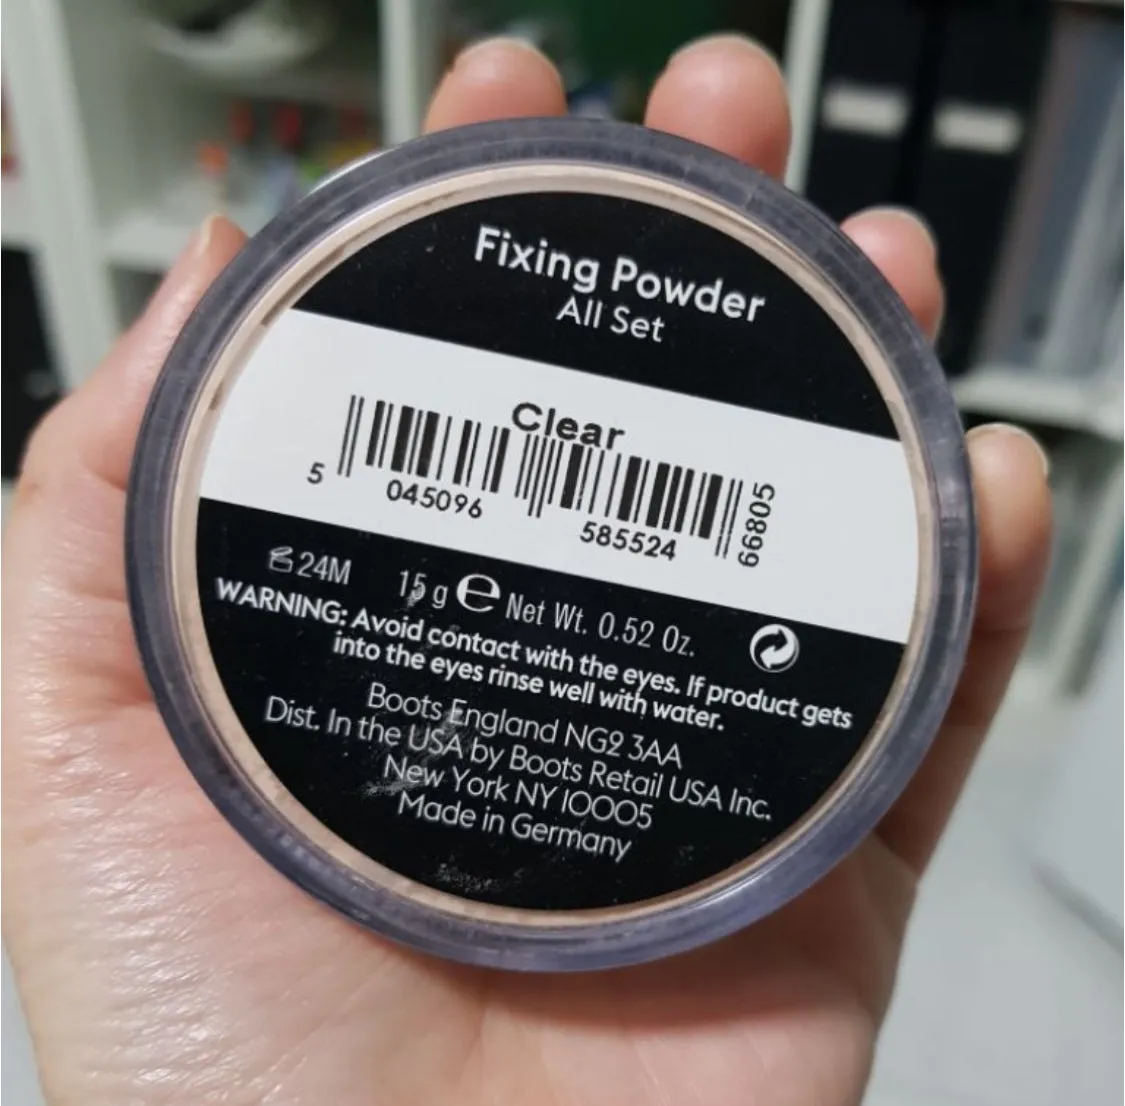 Fixing Powder
All Set
Clear
5 045096 585524
66805
24M 15 g e Net Wt. 0.52 Oz.
WARNING: Avoid contact with the eyes. If product gets
into the eyes rinse well with water.
Boots England NG2 3AA
Dist. In the USA by Boots Retail USA Inc.
New York NY 10005
Made in Germany